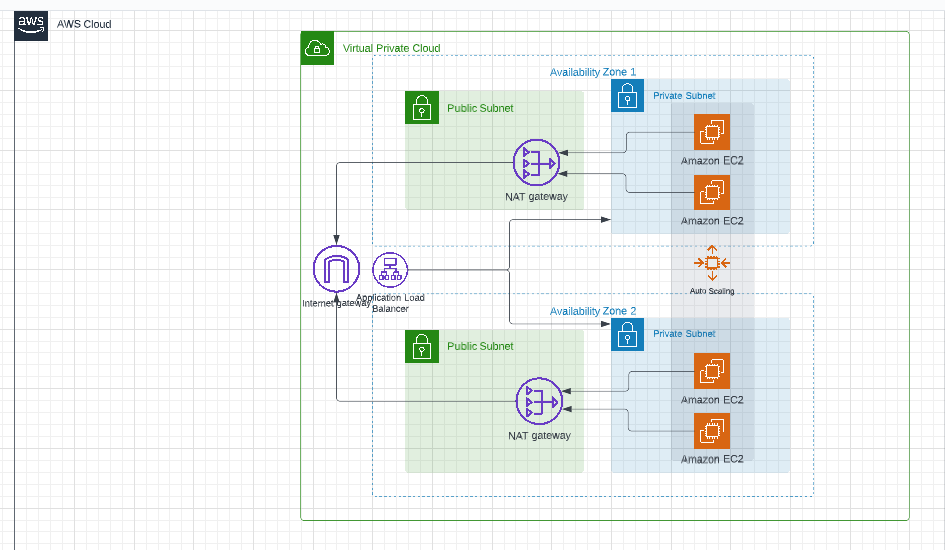 aws
AWS Cloud
Virtual Private Cloud
Availability Zone 1
Public Subnet
Private Subnet
Amazon EC2
NAT gateway
Amazon EC2
Internet gateway
Application Load
Balancer
Auto Scaling
Availability Zone 2
Public Subnet
Private Subnet
Amazon EC2
NAT gateway
Amazon EC2